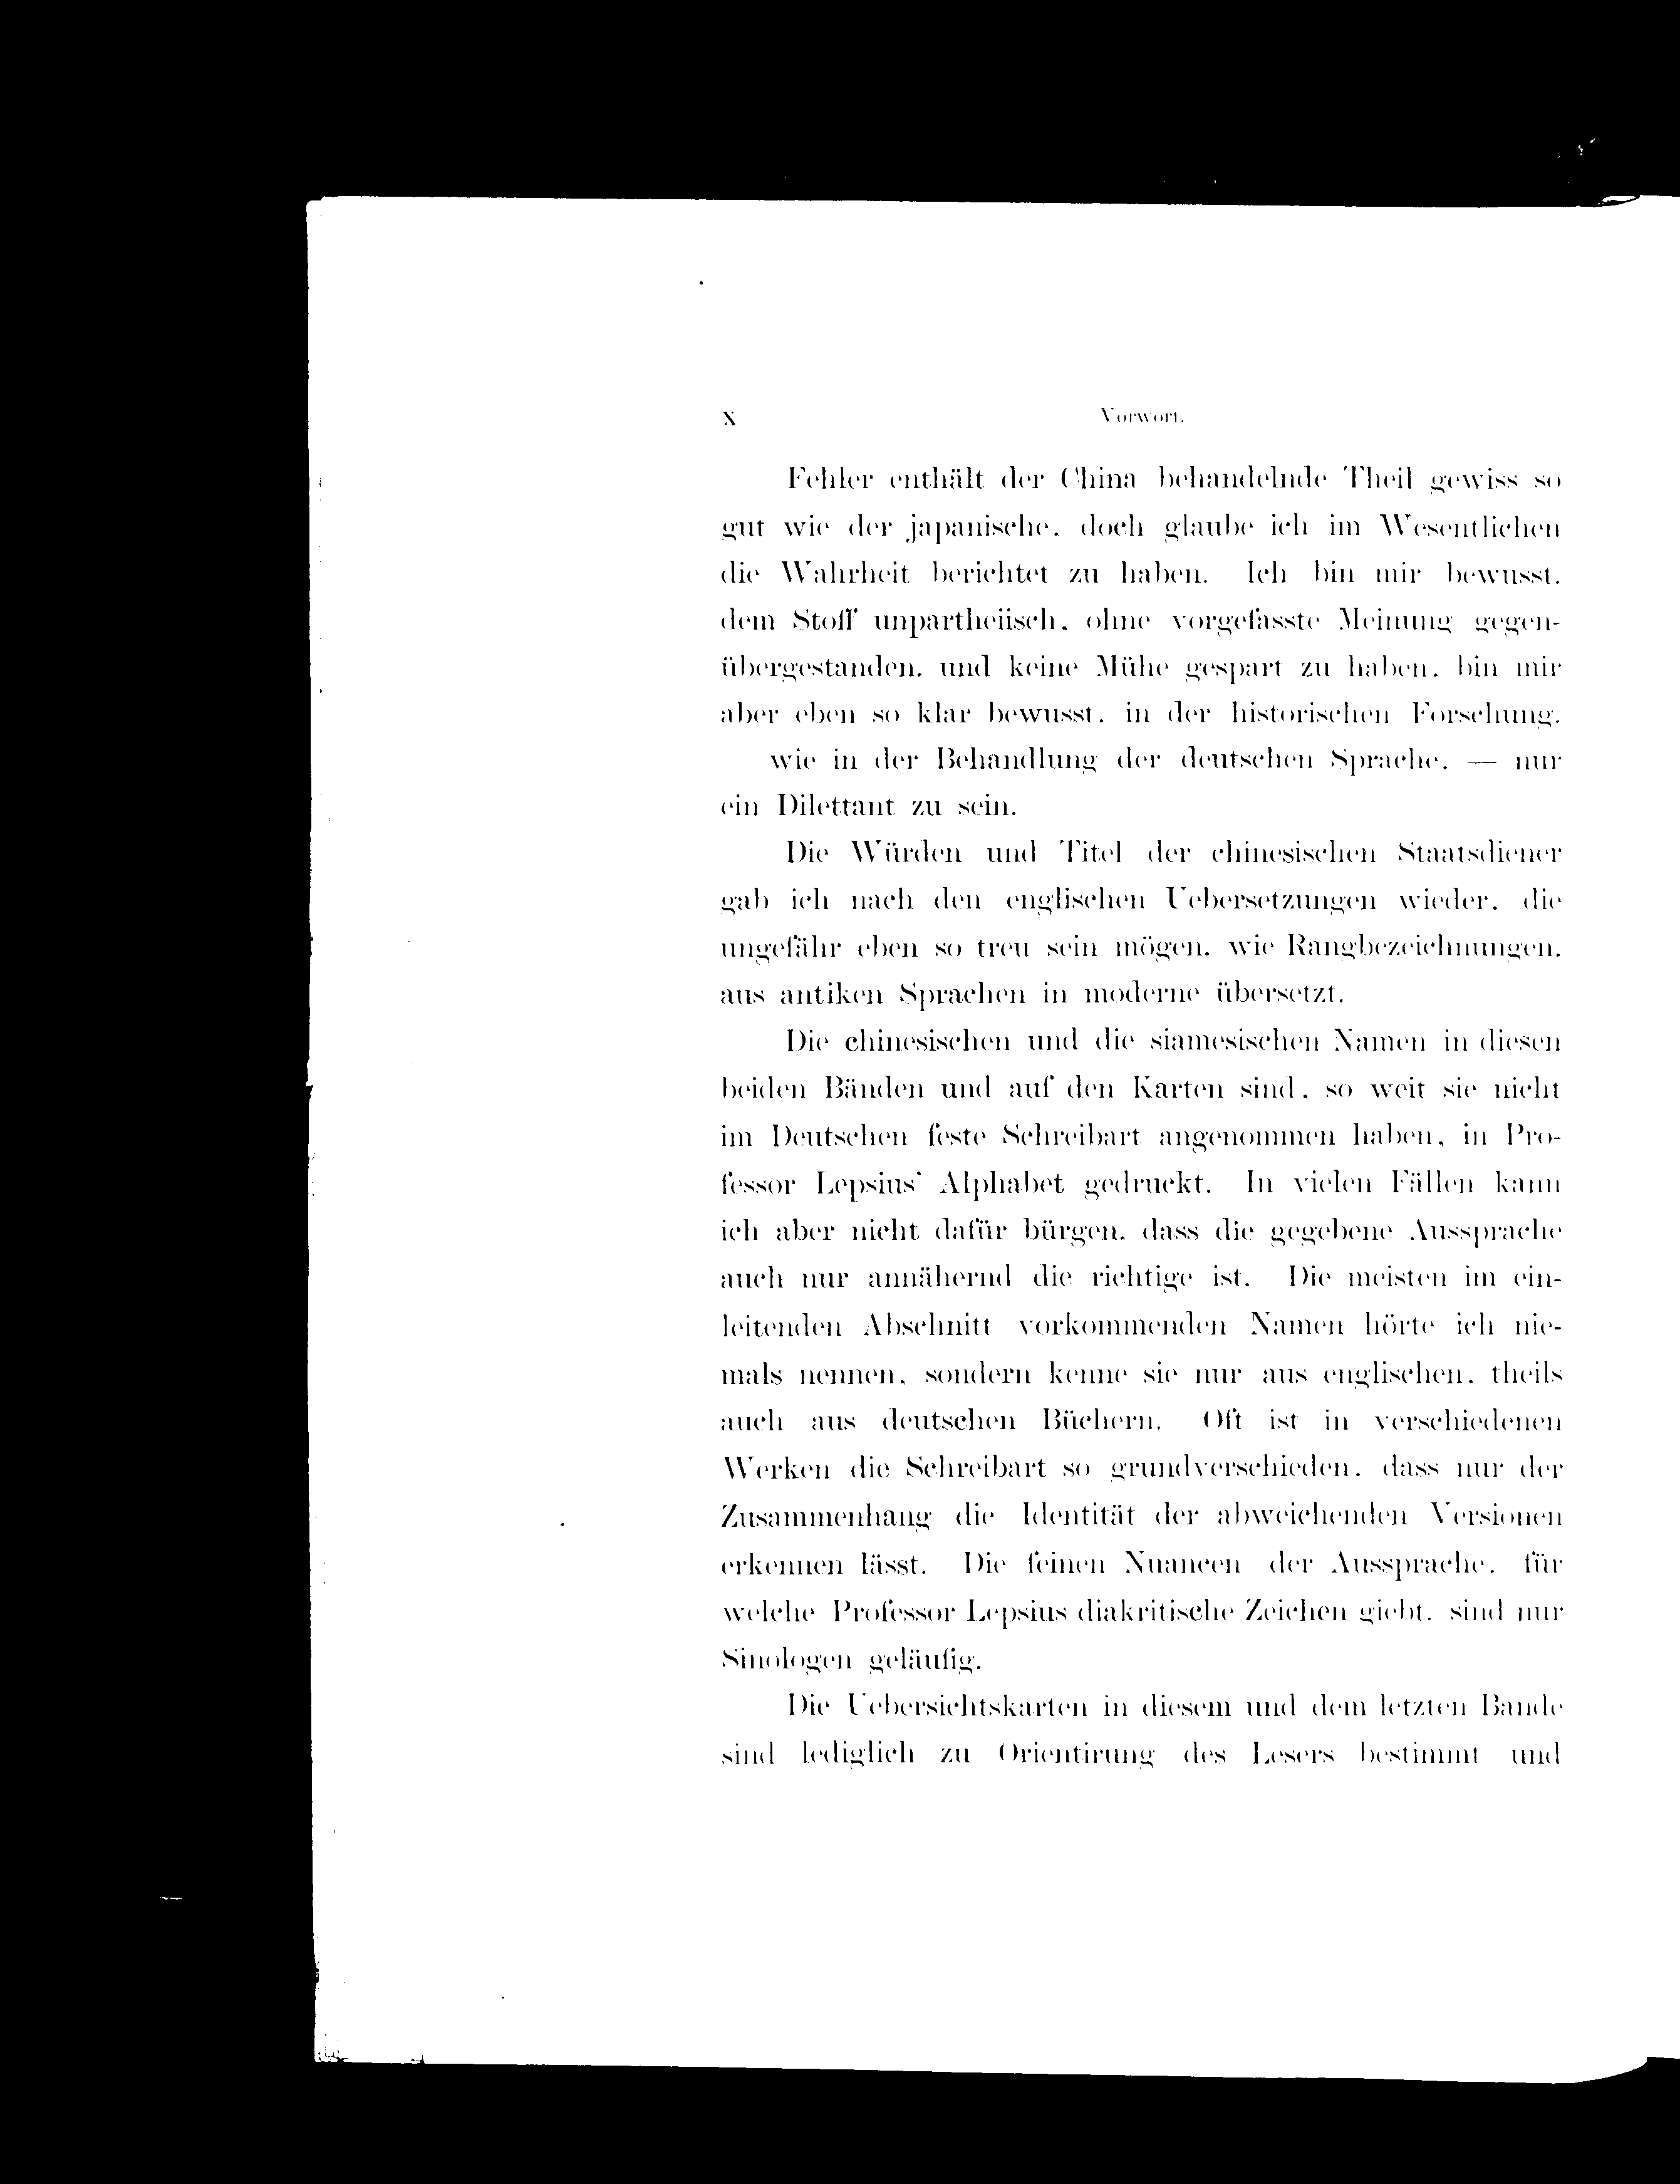 X Vorwort.
Fehler enthält der China behandelnde Theil gewiss so
gut wie der japanische, doch glaube ich im Wesentlichen
die Wahrheit berichtet zu haben. Ich bin mir bewusst,
dem Stoff unpartheiisch, ohne vorgefasste Meinung gegen-
übergestanden, und keine Mühe gespart zu haben, bin mir
aber eben so klar bewusst, in der historischen Forschung,
wie in der Behandlung der deutschen Sprache, — nur
ein Dilettant zu sein.
Die Würden und Titel der chinesischen Staatsdiener
gab ich nach den englischen Uebersetzungen wieder, die
ungefähr eben so treu sein mögen, wie Rangbezeichnungen,
aus antiken Sprachen in moderne übersetzt.
Die chinesischen und die siamesischen Namen in diesen
beiden Bänden und auf den Karten sind, so weit sie nicht
im Deutschen feste Schreibart angenommen haben, in Pro-
fessor Lepsius' Alphabet gedruckt. In vielen Fällen kann
ich aber nicht dafür bürgen, dass die gegebene Aussprache
auch nur annähernd die richtige ist. Die meisten im ein-
leitenden Abschnitt vorkommenden Namen hörte ich nie-
mals nennen, sondern kenne sie nur aus englischen, theils
auch aus deutschen Büchern. Oft ist in verschiedenen
Werken die Schreibart so grundverschieden, dass nur der
Zusammenhang die Identität der abweichenden Versionen
erkennen lässt. Die feinen Nuancen der Aussprache, für
welche Professor Lepsius diakritische Zeichen giebt, sind nur
Sinologen geläufig.
Die Uebersichtskarten in diesem und dem letzten Bande
sind lediglich zu Orientirung des Lesers bestimmt und